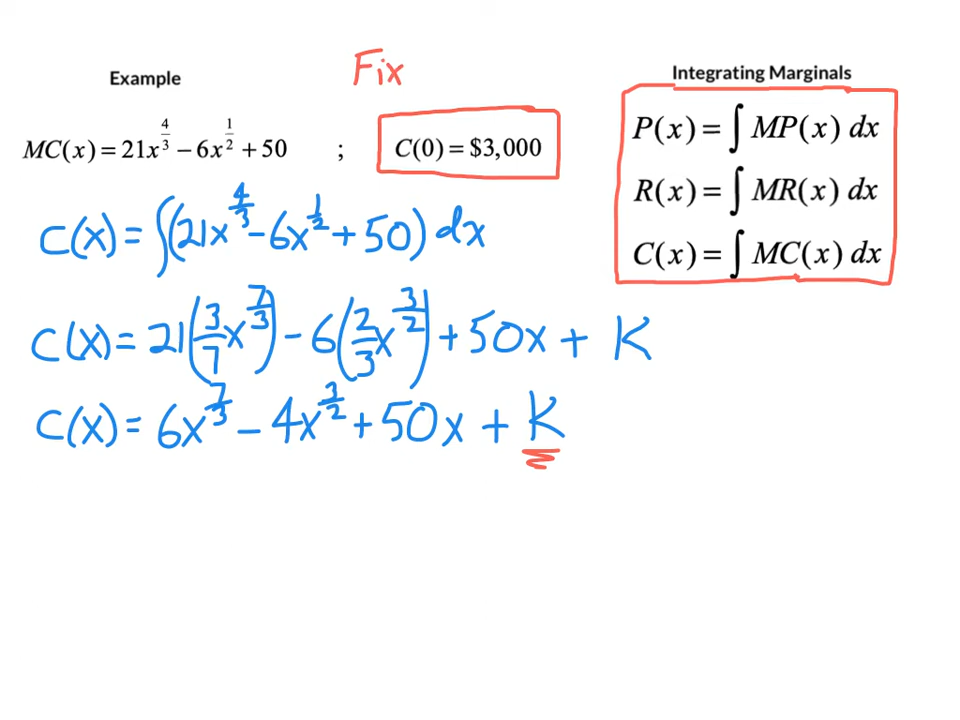 Fix
Example
MC(x) = 21x^(4/3) − 6x^(1/2) + 50 ; C(0) = $3,000
C(x) = ∫(21x^(4/3) − 6x^(1/2) + 50) dx
C(x) = 21(3/7 x^(7/3)) − 6(2/3 x^(3/2)) + 50x + K
C(x) = 6x^(7/3) − 4x^(3/2) + 50x + K
Integrating Marginals
P(x) = ∫ MP(x) dx
R(x) = ∫ MR(x) dx
C(x) = ∫ MC(x) dx